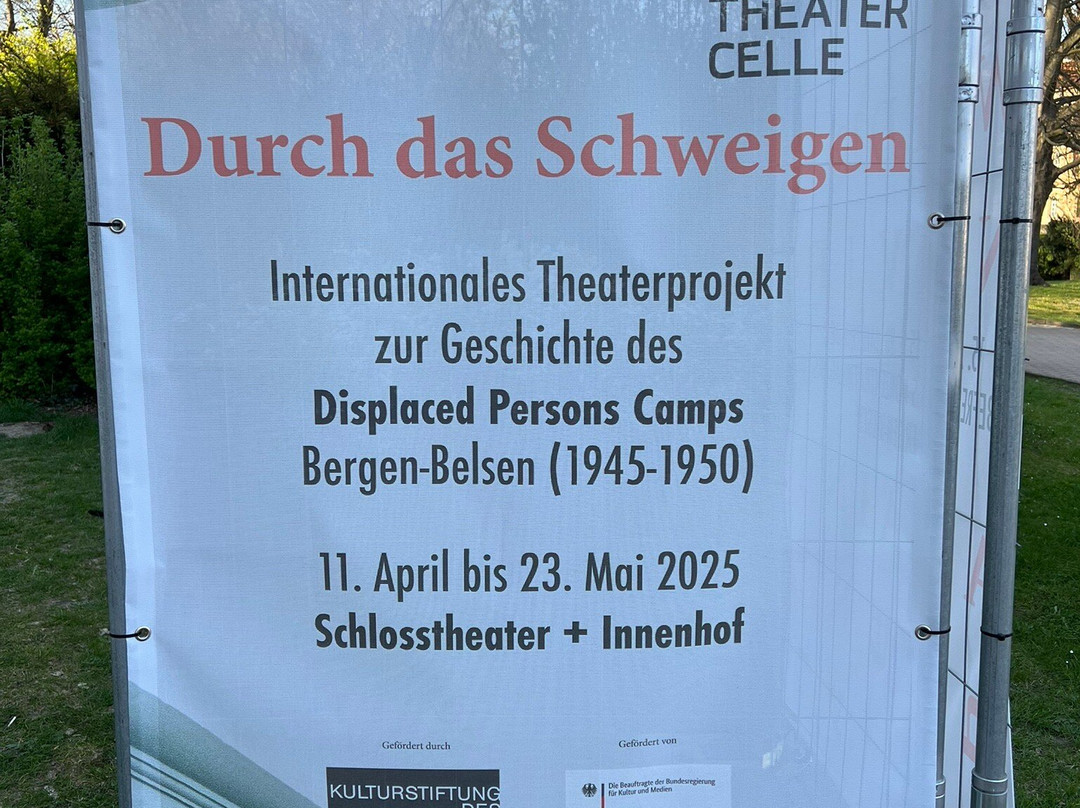 THEATER
CELLE
Durch das Schweigen
Internationales Theaterprojekt
zur Geschichte des
Displaced Persons Camps
Bergen-Belsen (1945-1950)
11. April bis 23. Mai 2025
Schlosstheater + Innenhof
Gefördert durch
Gefördert von
KULTURSTIFTUNG
DES
Die Beauftragte der Bundesregierung
für Kultur und Medien